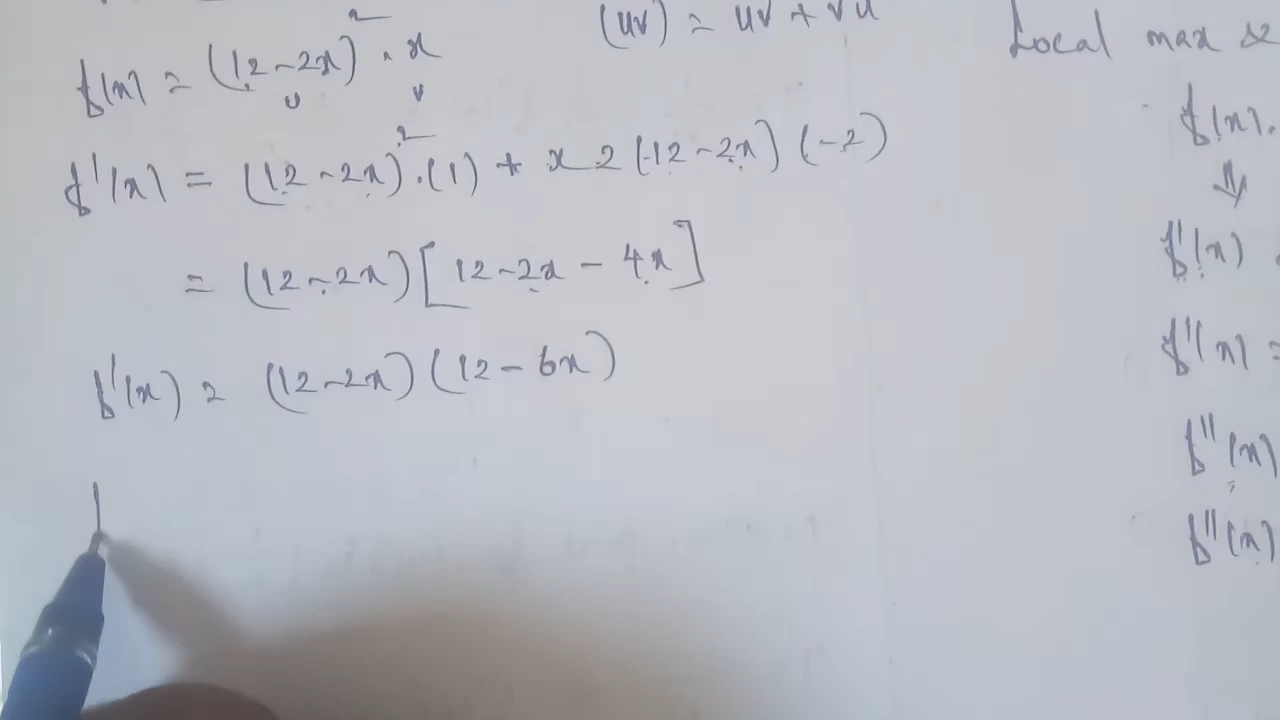 f(x) = (12-2x)² . x
u v
(uv) = uv + vu
f'(x) = (12-2x)².(1) + x 2(12-2x)(-2)
= (12-2x)[12-2x-4x]
f'(x) = (12-2x)(12-6x)
Local max &
f(x).
⇓
f'(x)
f'(x) =
f''(x)
f''(x)